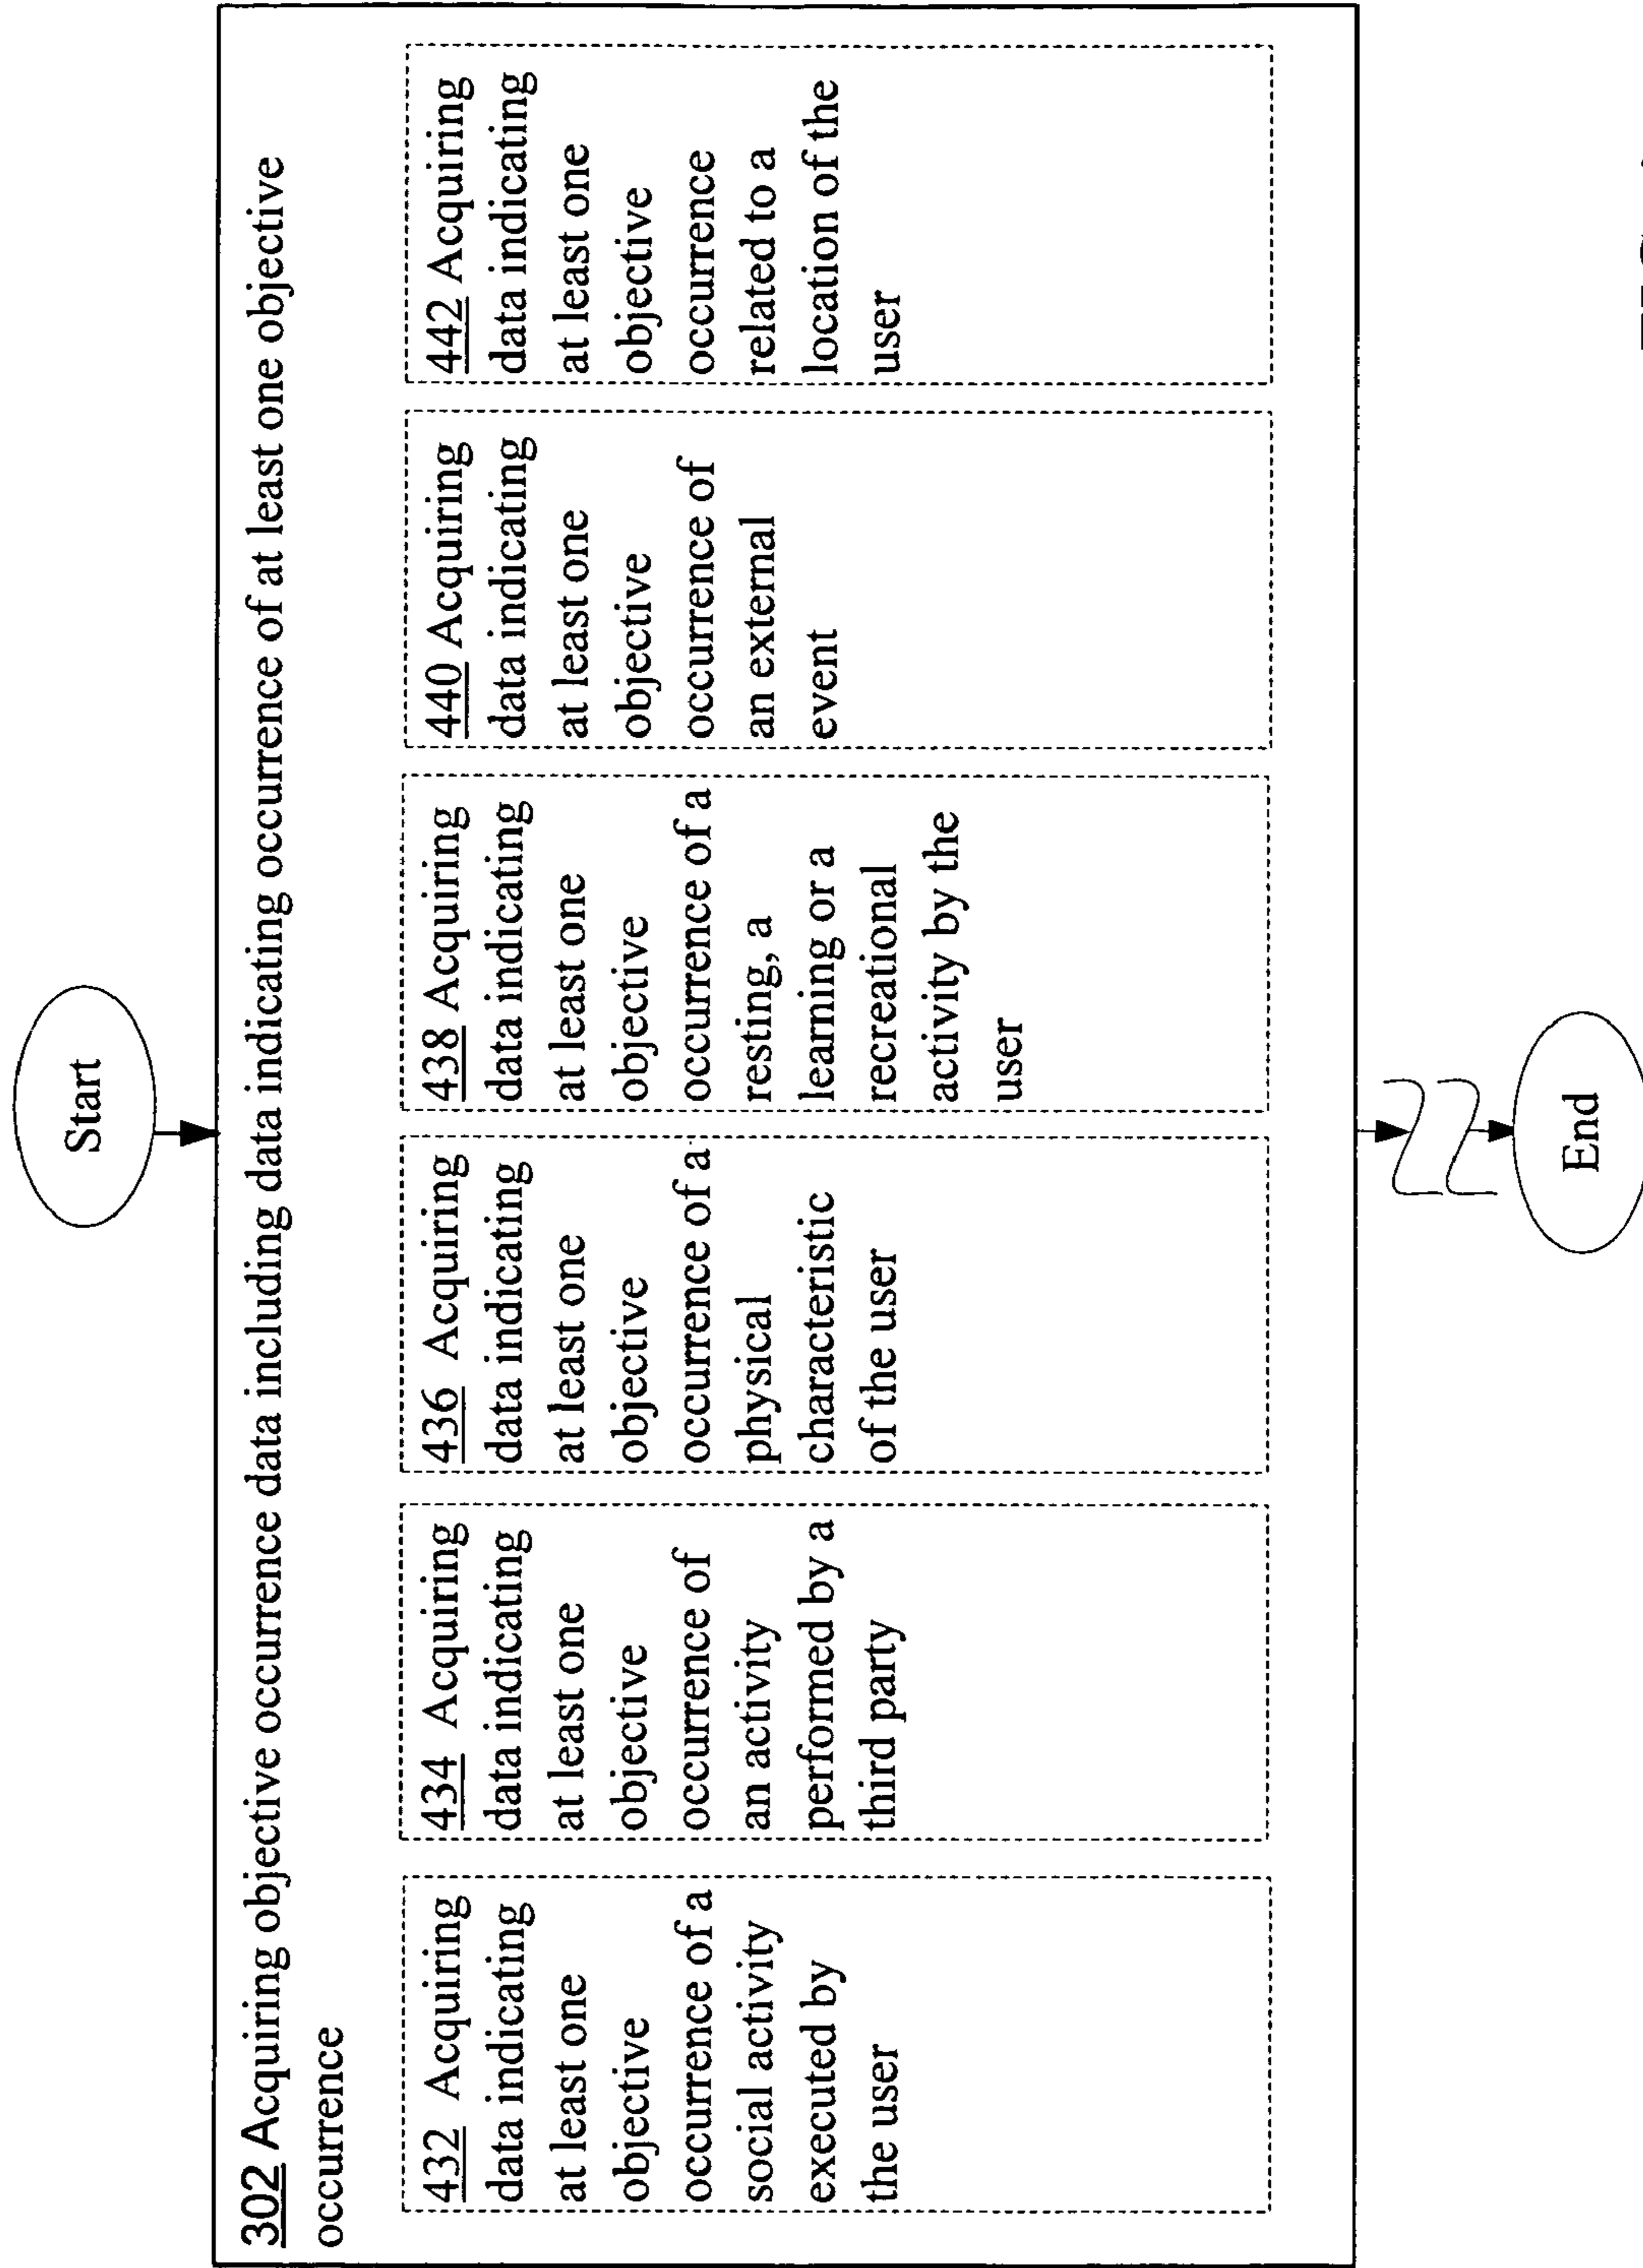 Start
302 Acquiring objective occurrence data including data indicating occurrence of at least one objective
occurrence
432 Acquiring
data indicating
at least one
objective
occurrence of a
social activity
executed by
the user
434 Acquiring
data indicating
at least one
objective
occurrence of
an activity
performed by a
third party
436 Acquiring
data indicating
at least one
objective
occurrence of a
physical
characteristic
of the user
438 Acquiring
data indicating
at least one
objective
occurrence of a
resting, a
learning or a
recreational
activity by the
user
440 Acquiring
data indicating
at least one
objective
occurrence of
an external
event
442 Acquiring
data indicating
at least one
objective
occurrence
related to a
location of the
user
End